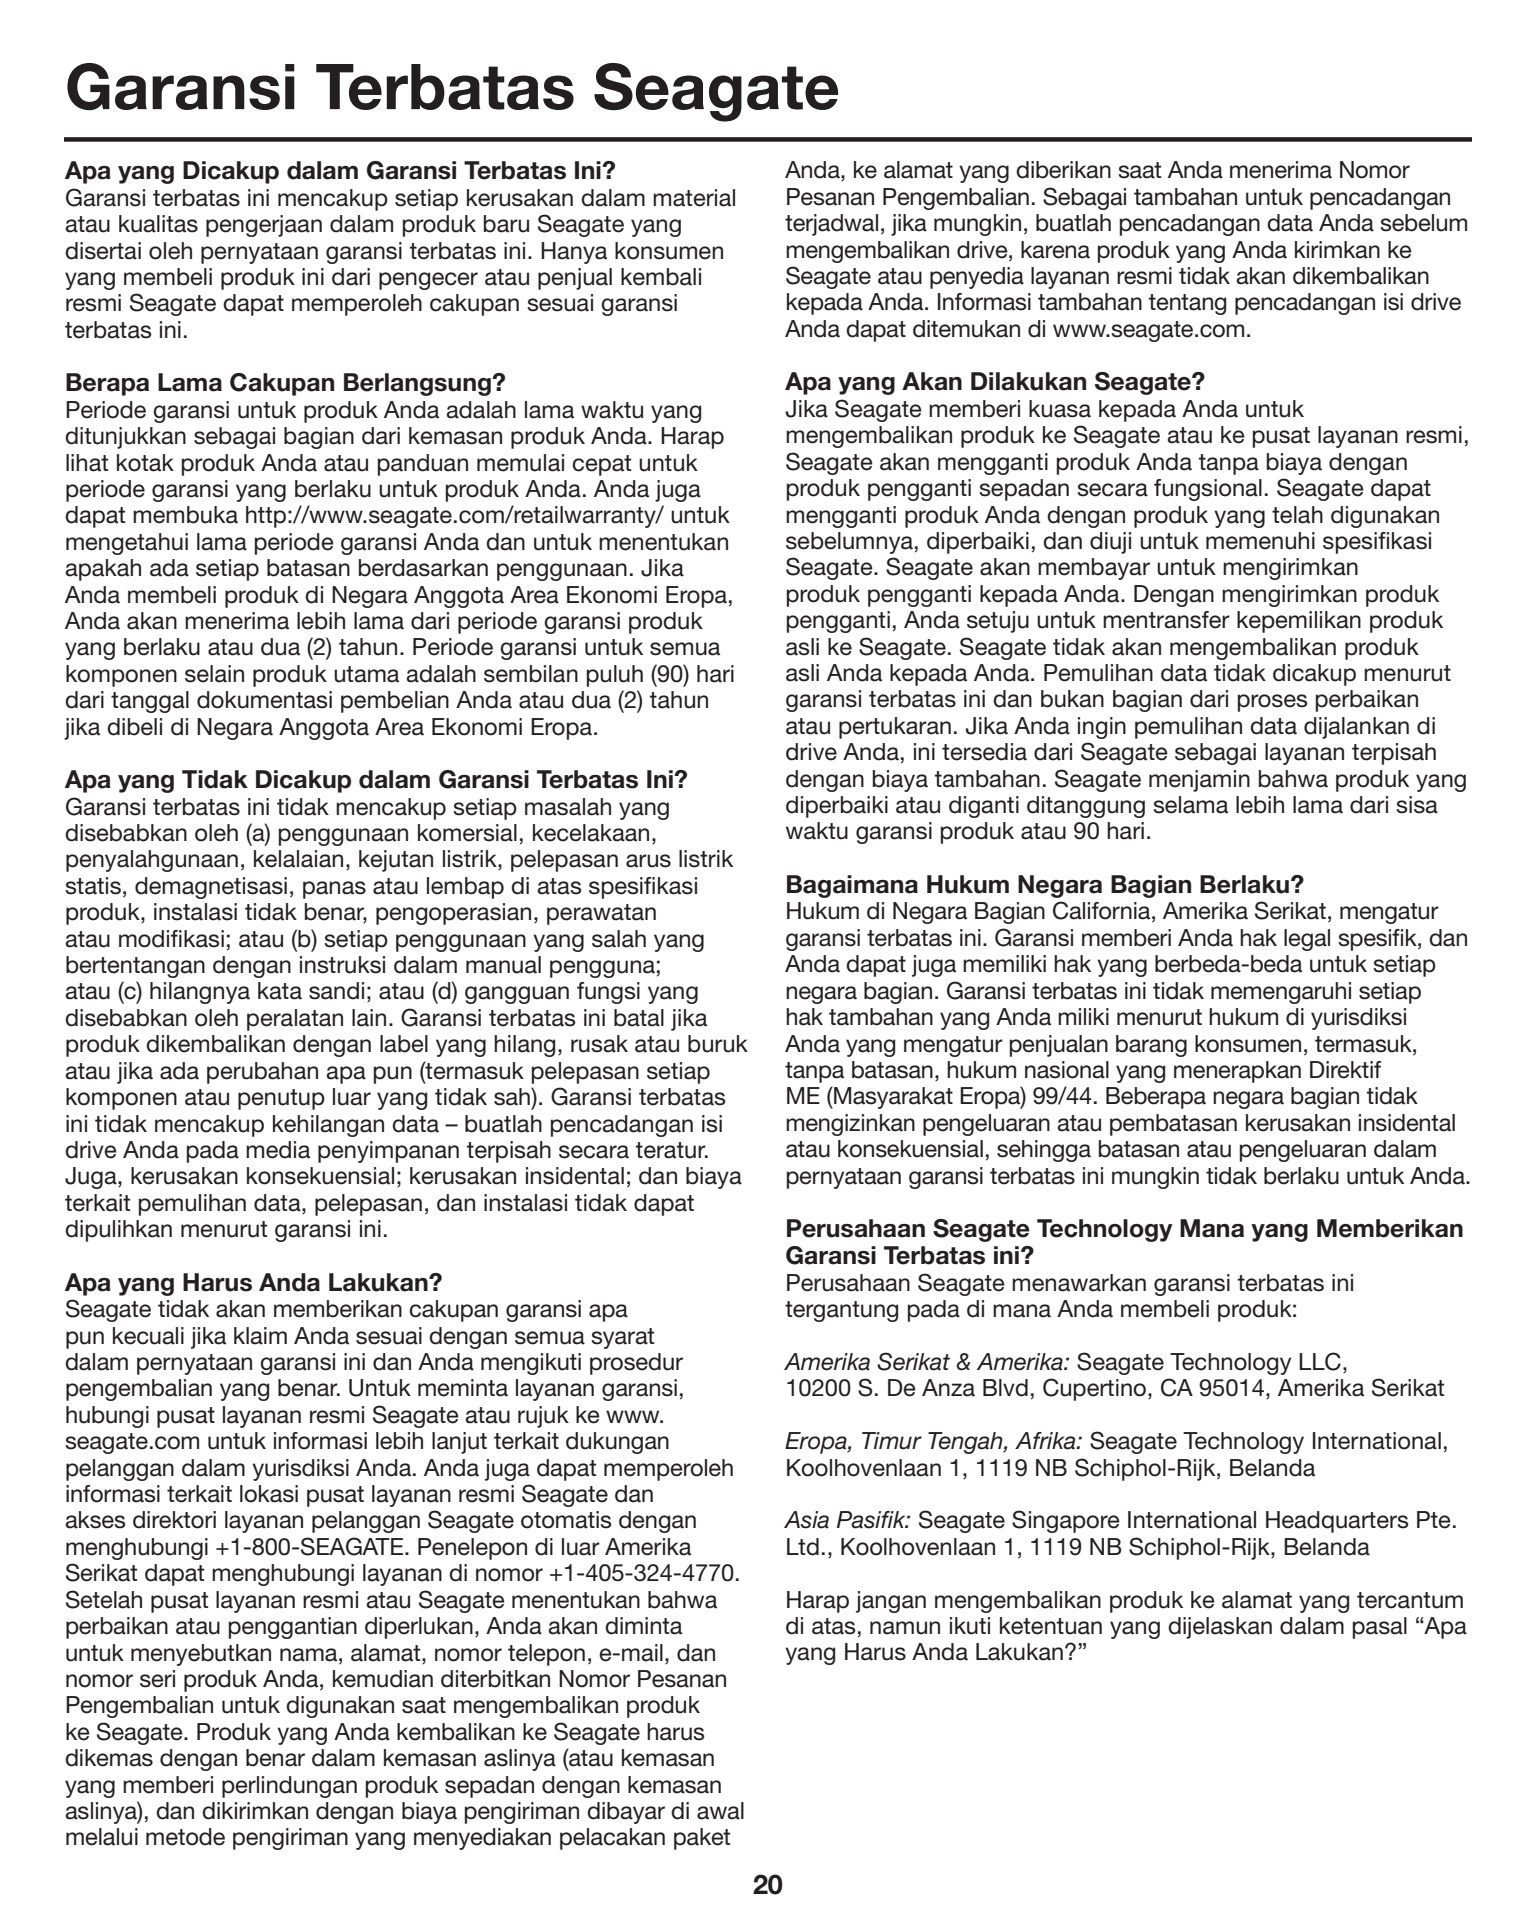 Garansi Terbatas Seagate
Apa yang Dicakup dalam Garansi Terbatas Ini?
Garansi terbatas ini mencakup setiap kerusakan dalam material
atau kualitas pengerjaan dalam produk baru Seagate yang
disertai oleh pernyataan garansi terbatas ini. Hanya konsumen
yang membeli produk ini dari pengecer atau penjual kembali
resmi Seagate dapat memperoleh cakupan sesuai garansi
terbatas ini.
Berapa Lama Cakupan Berlangsung?
Periode garansi untuk produk Anda adalah lama waktu yang
ditunjukkan sebagai bagian dari kemasan produk Anda. Harap
lihat kotak produk Anda atau panduan memulai cepat untuk
periode garansi yang berlaku untuk produk Anda. Anda juga
dapat membuka http://www.seagate.com/retailwarranty/ untuk
mengetahui lama periode garansi Anda dan untuk menentukan
apakah ada setiap batasan berdasarkan penggunaan. Jika
Anda membeli produk di Negara Anggota Area Ekonomi Eropa,
Anda akan menerima lebih lama dari periode garansi produk
yang berlaku atau dua (2) tahun. Periode garansi untuk semua
komponen selain produk utama adalah sembilan puluh (90) hari
dari tanggal dokumentasi pembelian Anda atau dua (2) tahun
jika dibeli di Negara Anggota Area Ekonomi Eropa.
Apa yang Tidak Dicakup dalam Garansi Terbatas Ini?
Garansi terbatas ini tidak mencakup setiap masalah yang
disebabkan oleh (a) penggunaan komersial, kecelakaan,
penyalahgunaan, kelalaian, kejutan listrik, pelepasan arus listrik
statis, demagnetisasi, panas atau lembap di atas spesifikasi
produk, instalasi tidak benar, pengoperasian, perawatan
atau modifikasi; atau (b) setiap penggunaan yang salah yang
bertentangan dengan instruksi dalam manual pengguna;
atau (c) hilangnya kata sandi; atau (d) gangguan fungsi yang
disebabkan oleh peralatan lain. Garansi terbatas ini batal jika
produk dikembalikan dengan label yang hilang, rusak atau buruk
atau jika ada perubahan apa pun (termasuk pelepasan setiap
komponen atau penutup luar yang tidak sah). Garansi terbatas
ini tidak mencakup kehilangan data – buatlah pencadangan isi
drive Anda pada media penyimpanan terpisah secara teratur.
Juga, kerusakan konsekuensial; kerusakan insidental; dan biaya
terkait pemulihan data, pelepasan, dan instalasi tidak dapat
dipulihkan menurut garansi ini.
Apa yang Harus Anda Lakukan?
Seagate tidak akan memberikan cakupan garansi apa
pun kecuali jika klaim Anda sesuai dengan semua syarat
dalam pernyataan garansi ini dan Anda mengikuti prosedur
pengembalian yang benar. Untuk meminta layanan garansi,
hubungi pusat layanan resmi Seagate atau rujuk ke www.
seagate.com untuk informasi lebih lanjut terkait dukungan
pelanggan dalam yurisdiksi Anda. Anda juga dapat memperoleh
informasi terkait lokasi pusat layanan resmi Seagate dan
akses direktori layanan pelanggan Seagate otomatis dengan
menghubungi +1-800-SEAGATE. Penelepon di luar Amerika
Serikat dapat menghubungi layanan di nomor +1-405-324-4770.
Setelah pusat layanan resmi atau Seagate menentukan bahwa
perbaikan atau penggantian diperlukan, Anda akan diminta
untuk menyebutkan nama, alamat, nomor telepon, e-mail, dan
nomor seri produk Anda, kemudian diterbitkan Nomor Pesanan
Pengembalian untuk digunakan saat mengembalikan produk
ke Seagate. Produk yang Anda kembalikan ke Seagate harus
dikemas dengan benar dalam kemasan aslinya (atau kemasan
yang memberi perlindungan produk sepadan dengan kemasan
aslinya), dan dikirimkan dengan biaya pengiriman dibayar di awal
melalui metode pengiriman yang menyediakan pelacakan paket
Anda, ke alamat yang diberikan saat Anda menerima Nomor
Pesanan Pengembalian. Sebagai tambahan untuk pencadangan
terjadwal, jika mungkin, buatlah pencadangan data Anda sebelum
mengembalikan drive, karena produk yang Anda kirimkan ke
Seagate atau penyedia layanan resmi tidak akan dikembalikan
kepada Anda. Informasi tambahan tentang pencadangan isi drive
Anda dapat ditemukan di www.seagate.com.
Apa yang Akan Dilakukan Seagate?
Jika Seagate memberi kuasa kepada Anda untuk
mengembalikan produk ke Seagate atau ke pusat layanan resmi,
Seagate akan mengganti produk Anda tanpa biaya dengan
produk pengganti sepadan secara fungsional. Seagate dapat
mengganti produk Anda dengan produk yang telah digunakan
sebelumnya, diperbaiki, dan diuji untuk memenuhi spesifikasi
Seagate. Seagate akan membayar untuk mengirimkan
produk pengganti kepada Anda. Dengan mengirimkan produk
pengganti, Anda setuju untuk mentransfer kepemilikan produk
asli ke Seagate. Seagate tidak akan mengembalikan produk
asli Anda kepada Anda. Pemulihan data tidak dicakup menurut
garansi terbatas ini dan bukan bagian dari proses perbaikan
atau pertukaran. Jika Anda ingin pemulihan data dijalankan di
drive Anda, ini tersedia dari Seagate sebagai layanan terpisah
dengan biaya tambahan. Seagate menjamin bahwa produk yang
diperbaiki atau diganti ditanggung selama lebih lama dari sisa
waktu garansi produk atau 90 hari.
Bagaimana Hukum Negara Bagian Berlaku?
Hukum di Negara Bagian California, Amerika Serikat, mengatur
garansi terbatas ini. Garansi memberi Anda hak legal spesifik, dan
Anda dapat juga memiliki hak yang berbeda-beda untuk setiap
negara bagian. Garansi terbatas ini tidak memengaruhi setiap
hak tambahan yang Anda miliki menurut hukum di yurisdiksi
Anda yang mengatur penjualan barang konsumen, termasuk,
tanpa batasan, hukum nasional yang menerapkan Direktif
ME (Masyarakat Eropa) 99/44. Beberapa negara bagian tidak
mengizinkan pengeluaran atau pembatasan kerusakan insidental
atau konsekuensial, sehingga batasan atau pengeluaran dalam
pernyataan garansi terbatas ini mungkin tidak berlaku untuk Anda.
Perusahaan Seagate Technology Mana yang Memberikan
Garansi Terbatas ini?
Perusahaan Seagate menawarkan garansi terbatas ini
tergantung pada di mana Anda membeli produk:
Amerika Serikat & Amerika: Seagate Technology LLC,
10200 S. De Anza Blvd, Cupertino, CA 95014, Amerika Serikat
Eropa, Timur Tengah, Afrika: Seagate Technology International,
Koolhovenlaan 1, 1119 NB Schiphol-Rijk, Belanda
Asia Pasifik: Seagate Singapore International Headquarters Pte.
Ltd., Koolhovenlaan 1, 1119 NB Schiphol-Rijk, Belanda
Harap jangan mengembalikan produk ke alamat yang tercantum
di atas, namun ikuti ketentuan yang dijelaskan dalam pasal “Apa
yang Harus Anda Lakukan?”
20